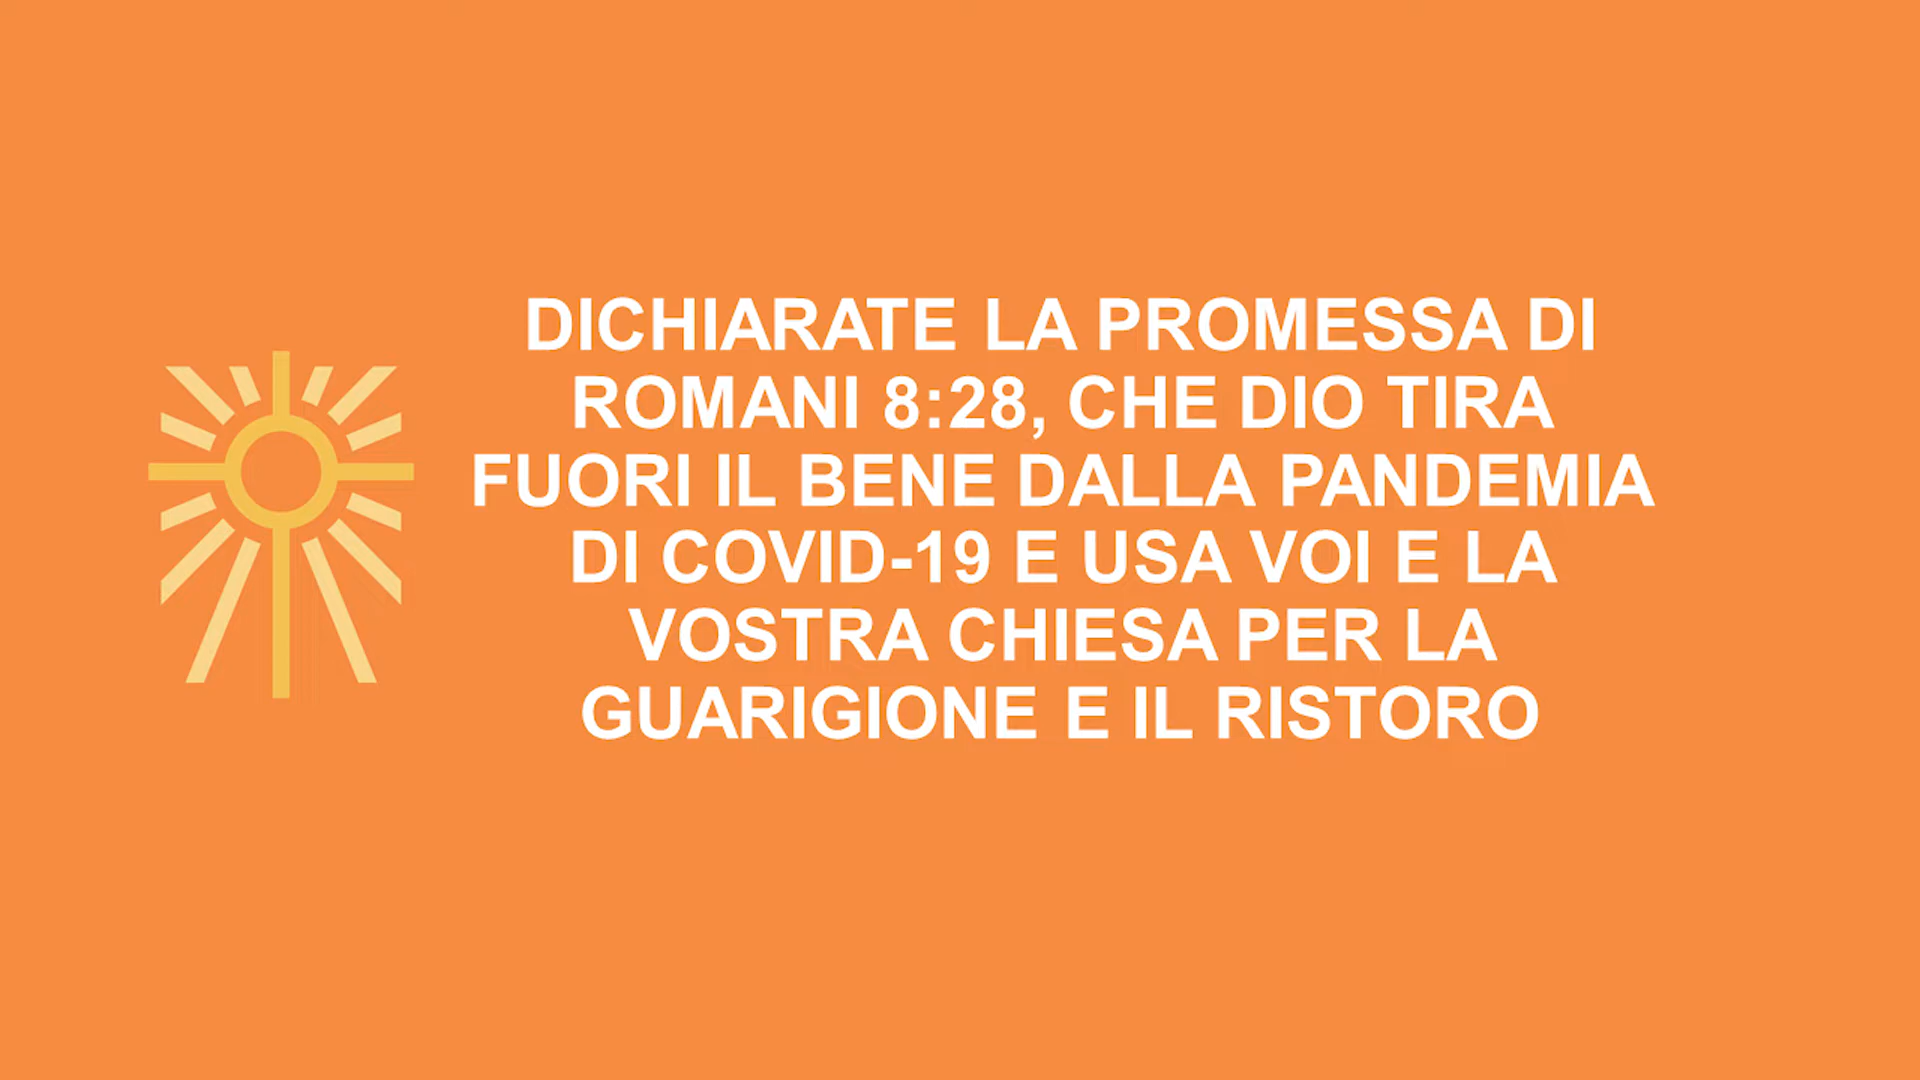 DICHIARATE LA PROMESSA DI
ROMANI 8:28, CHE DIO TIRA
FUORI IL BENE DALLA PANDEMIA
DI COVID-19 E USA VOI E LA
VOSTRA CHIESA PER LA
GUARIGIONE E IL RISTORO